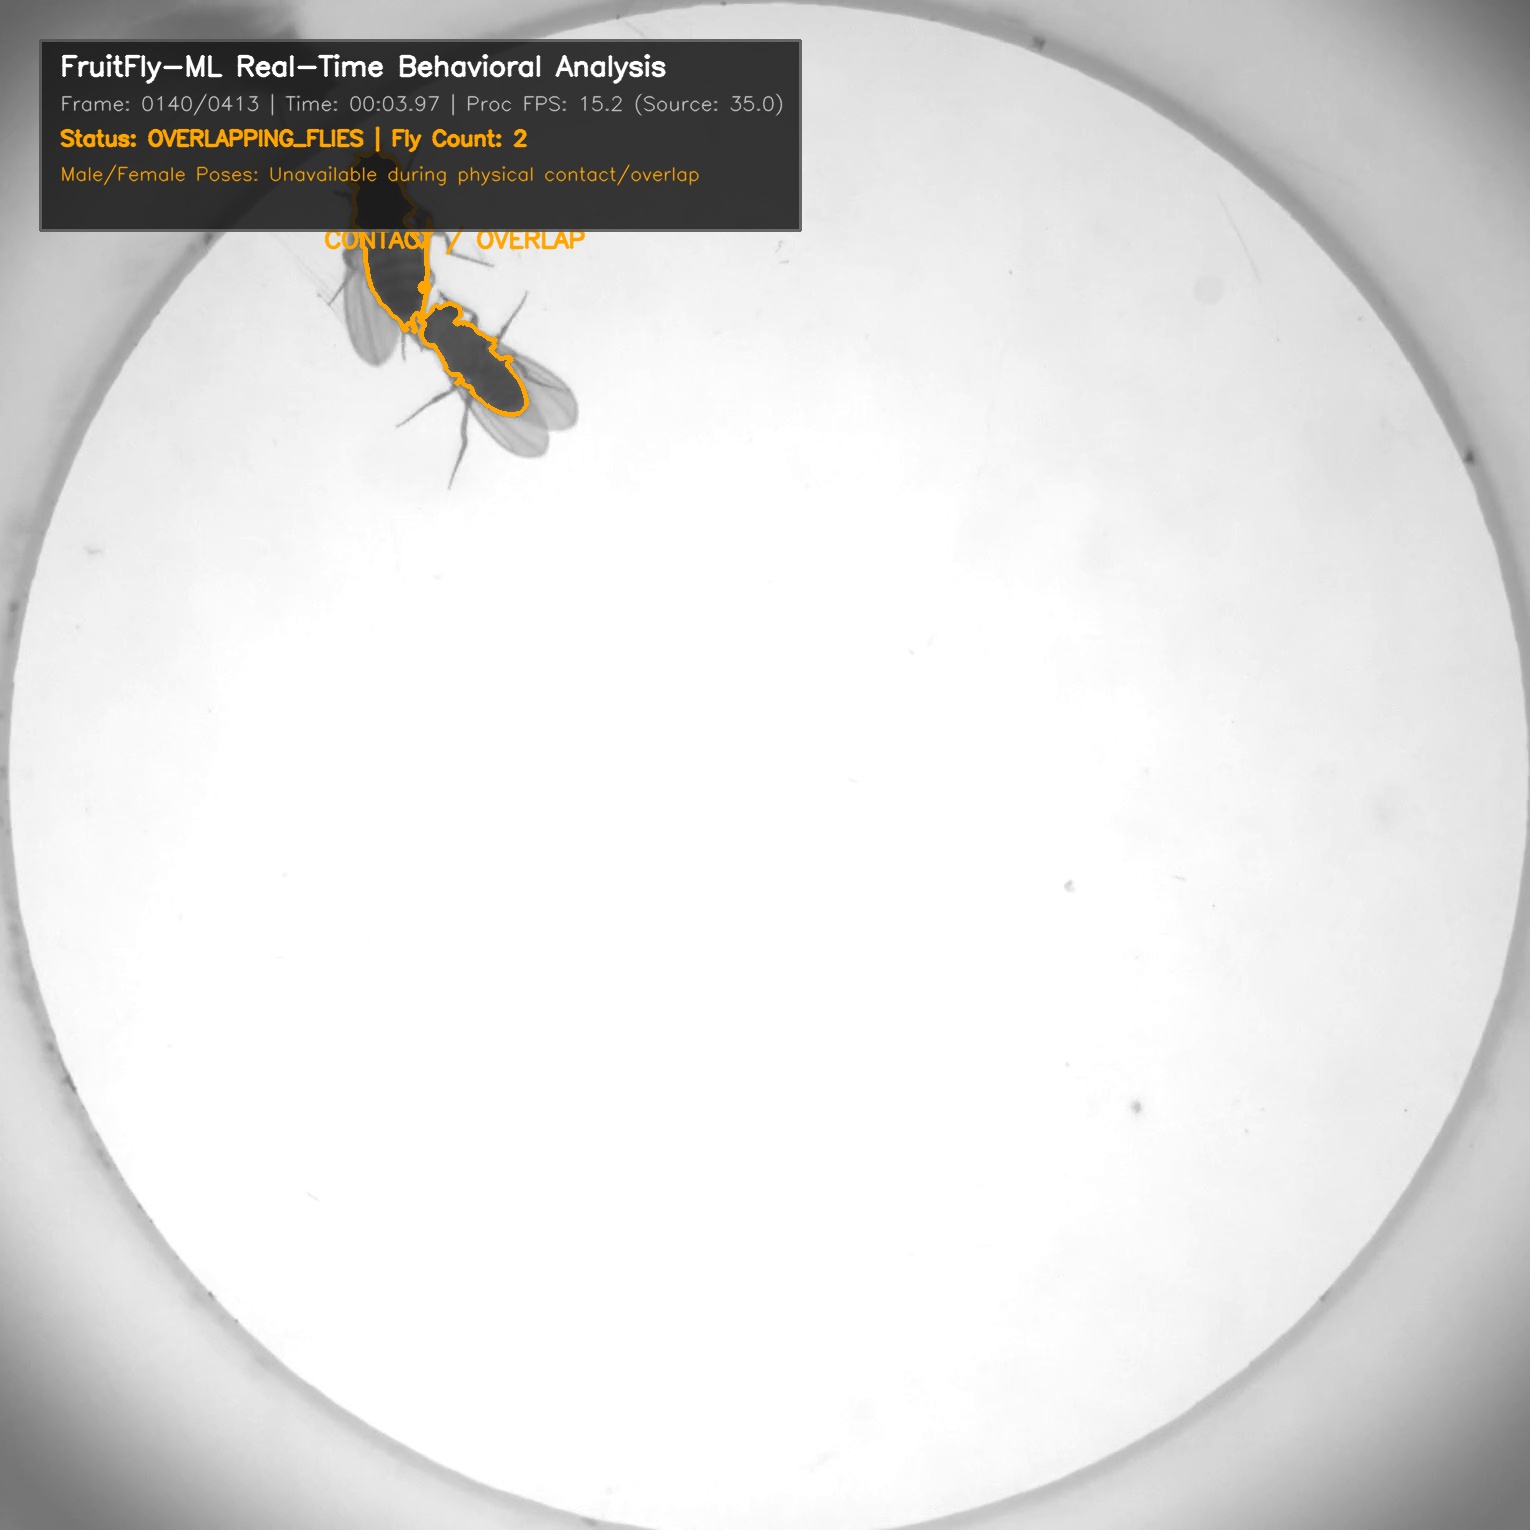 FruitFly-ML Real-Time Behavioral Analysis
Frame: 0140/0413 | Time: 00:03.97 | Proc FPS: 15.2 (Source: 35.0)
Status: OVERLAPPING_FLIES | Fly Count: 2
Male/Female Poses: Unavailable during physical contact/overlap
CONTACT / OVERLAP